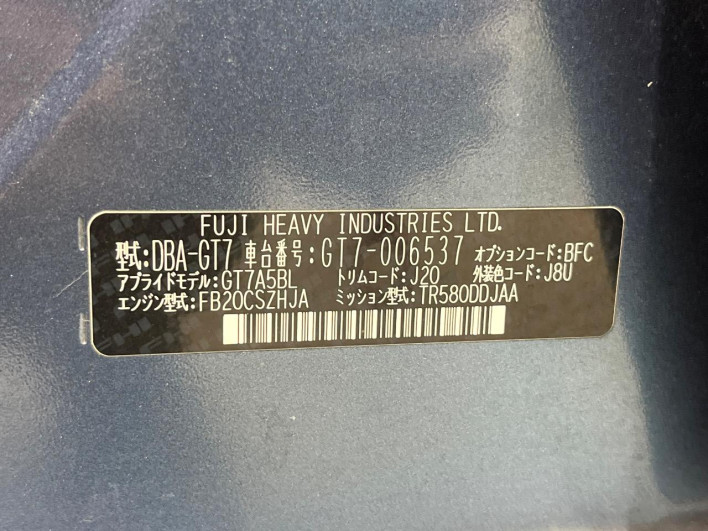 FUJI HEAVY INDUSTRIES LTD.
型式:DBA-GT7 車台番号:GT7-006537 オプションコード:BFC
アプライドモデル:GT7A5BL トリムコード:J20 外装色コード:J8U
エンジン型式:FB20CSZHJA ミッション型式:TR580DDJAA